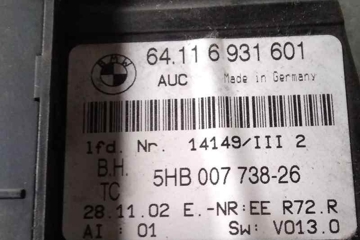 BMW
64.11 6 931 601
AUC Made in Germany
lfd. Nr. 14149/III 2
B.H. 5HB 007 738-26
TC
28.11.02 E.-NR:EE R72.R
AI : 01 SW: V013.0